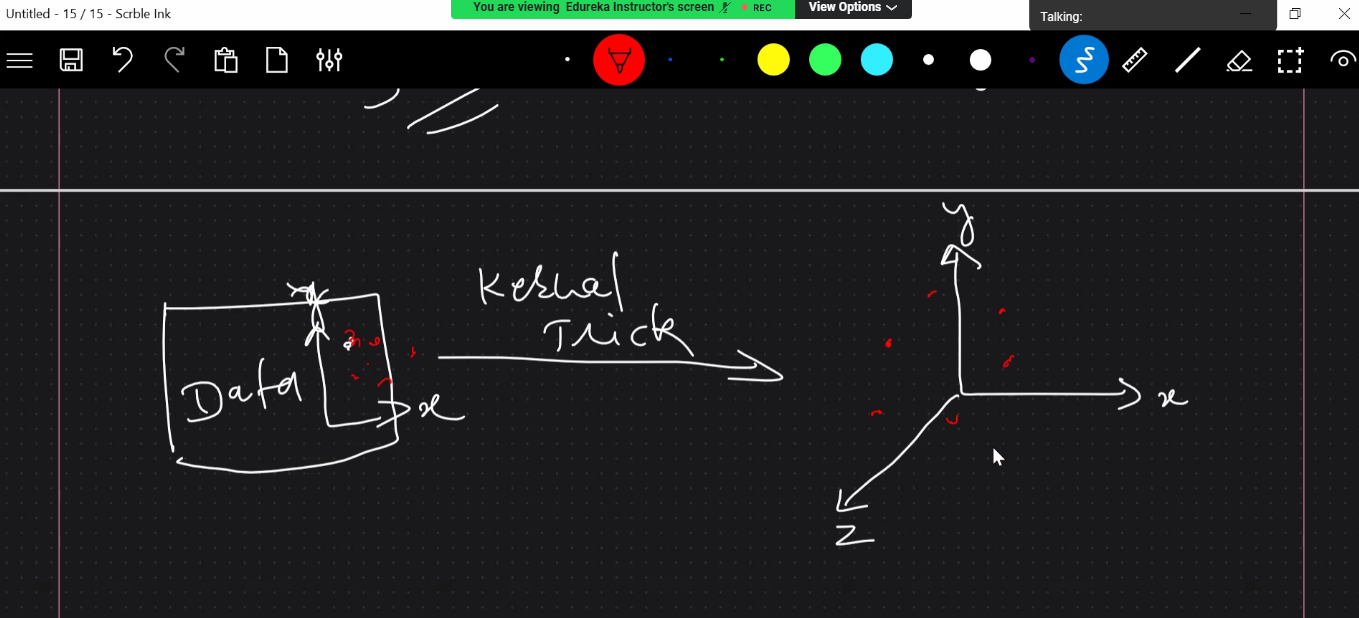 You are viewing Edureka Instructor's screen
REC
View Options
Untitled - 15 / 15 - Scrble Ink
Talking:
y
Kernal
Trick
Data
x
x
z